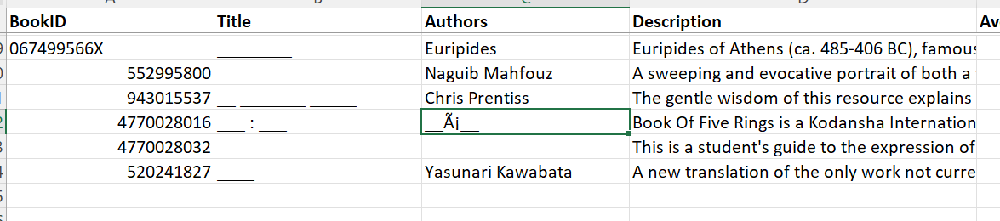 BookID Title Authors Description Av
067499566X ________ Euripides Euripides of Athens (ca. 485-406 BC), famous
552995800 ___ _______ Naguib Mahfouz A sweeping and evocative portrait of both a
943015537 __ _______ _____ Chris Prentiss The gentle wisdom of this resource explains
4770028016 ___ : ___ __Ã¡__ Book Of Five Rings is a Kodansha Internation
4770028032 _________ _____ This is a student's guide to the expression of
520241827 ____ Yasunari Kawabata A new translation of the only work not curre